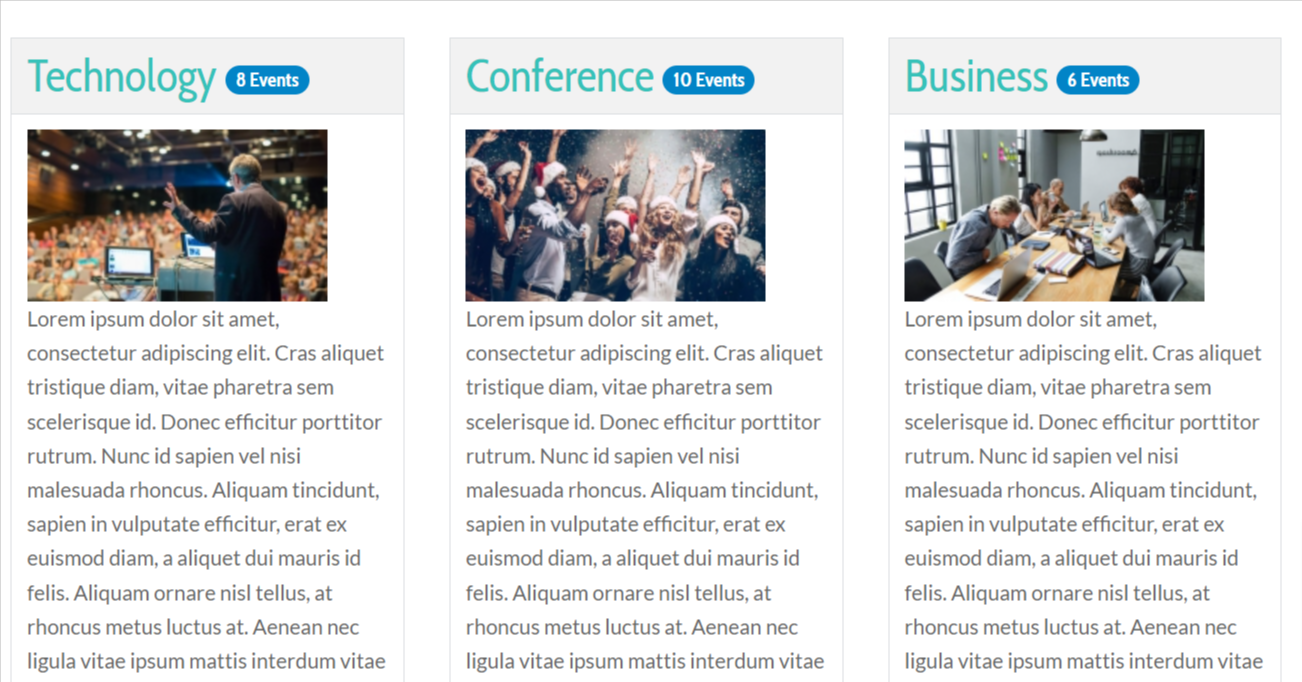 Technology 8 Events
Lorem ipsum dolor sit amet,
consectetur adipiscing elit. Cras aliquet
tristique diam, vitae pharetra sem
scelerisque id. Donec efficitur porttitor
rutrum. Nunc id sapien vel nisi
malesuada rhoncus. Aliquam tincidunt,
sapien in vulputate efficitur, erat ex
euismod diam, a aliquet dui mauris id
felis. Aliquam ornare nisl tellus, at
rhoncus metus luctus at. Aenean nec
ligula vitae ipsum mattis interdum vitae
Conference 10 Events
Lorem ipsum dolor sit amet,
consectetur adipiscing elit. Cras aliquet
tristique diam, vitae pharetra sem
scelerisque id. Donec efficitur porttitor
rutrum. Nunc id sapien vel nisi
malesuada rhoncus. Aliquam tincidunt,
sapien in vulputate efficitur, erat ex
euismod diam, a aliquet dui mauris id
felis. Aliquam ornare nisl tellus, at
rhoncus metus luctus at. Aenean nec
ligula vitae ipsum mattis interdum vitae
Business 6 Events
Lorem ipsum dolor sit amet,
consectetur adipiscing elit. Cras aliquet
tristique diam, vitae pharetra sem
scelerisque id. Donec efficitur porttitor
rutrum. Nunc id sapien vel nisi
malesuada rhoncus. Aliquam tincidunt,
sapien in vulputate efficitur, erat ex
euismod diam, a aliquet dui mauris id
felis. Aliquam ornare nisl tellus, at
rhoncus metus luctus at. Aenean nec
ligula vitae ipsum mattis interdum vitae